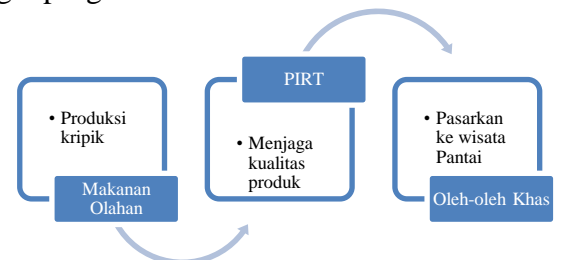 • Produksi
kripik
Makanan
Olahan
PIRT
• Menjaga
kualitas
produk
• Pasarkan
ke wisata
Pantai
Oleh-oleh Khas